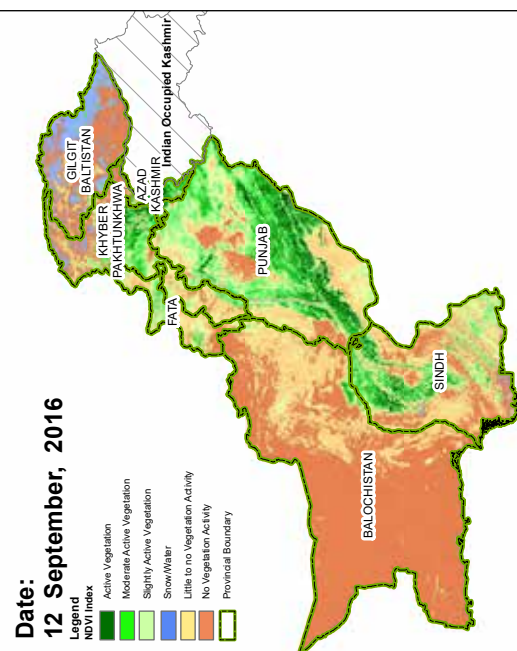 Date:
12 September, 2016
Legend
NDVI Index
Active Vegetation
Moderate Active Vegetation
Slightly Active Vegetation
Snow/Water
Little to no Vegetation Activity
No Vegetation Activity
Provincial Boundary
GILGIT
BALTISTAN
KHYBER
PAKHTUNKHWA
AZAD
KASHMIR
Indian Occupied Kashmir
FATA
PUNJAB
BALOCHISTAN
SINDH